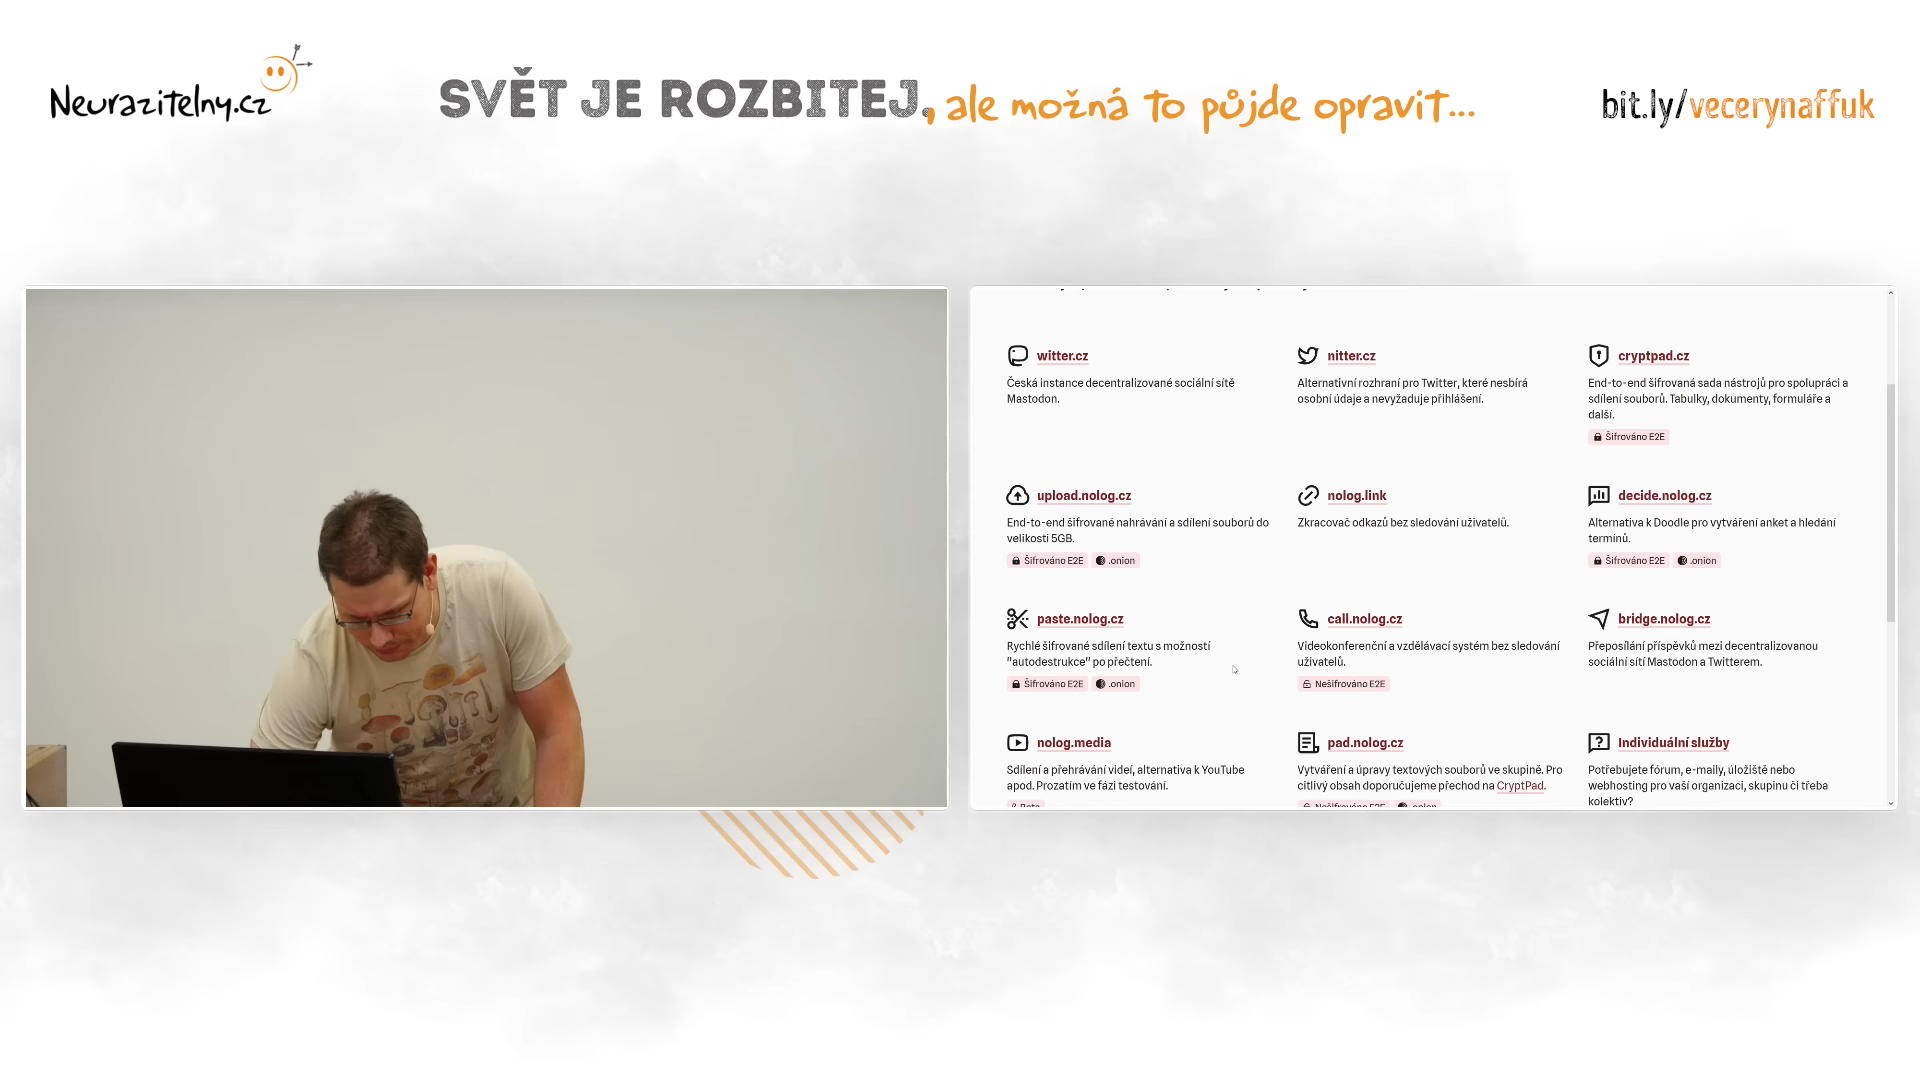 Neurazitelny.cz
SVĚT JE ROZBITEJ, ale možná to půjde opravit...
bit.ly/vecerynaffuk
witter.cz
Česká instance decentralizované sociální sítě
Mastodon.
nitter.cz
Alternativní rozhraní pro Twitter, které nesbírá
osobní údaje a nevyžaduje přihlášení.
cryptpad.cz
End-to-end šifrovaná sada nástrojů pro spolupráci a
sdílení souborů. Tabulky, dokumenty, formuláře a
další.
Šifrováno E2E
upload.nolog.cz
End-to-end šifrované nahrávání a sdílení souborů do
velikosti 5GB.
Šifrováno E2E .onion
nolog.link
Zkracovač odkazů bez sledování uživatelů.
decide.nolog.cz
Alternativa k Doodle pro vytváření anket a hledání
termínů.
Šifrováno E2E .onion
paste.nolog.cz
Rychlé šifrované sdílení textu s možností
"autodestrukce" po přečtení.
Šifrováno E2E .onion
call.nolog.cz
Videokonferenční a vzdělávací systém bez sledování
uživatelů.
Nešifrováno E2E
bridge.nolog.cz
Přeposílání příspěvků mezi decentralizovanou
sociální sítí Mastodon a Twitterem.
nolog.media
Sdílení a přehrávání videí, alternativa k YouTube
apod. Prozatím ve fázi testování.
pad.nolog.cz
Vytváření a úpravy textových souborů ve skupině. Pro
citlivý obsah doporučujeme přechod na CryptPad.
Individuální služby
Potřebujete fórum, e-maily, úložiště nebo
webhosting pro vaší organizaci, skupinu či třeba
kolektiv?